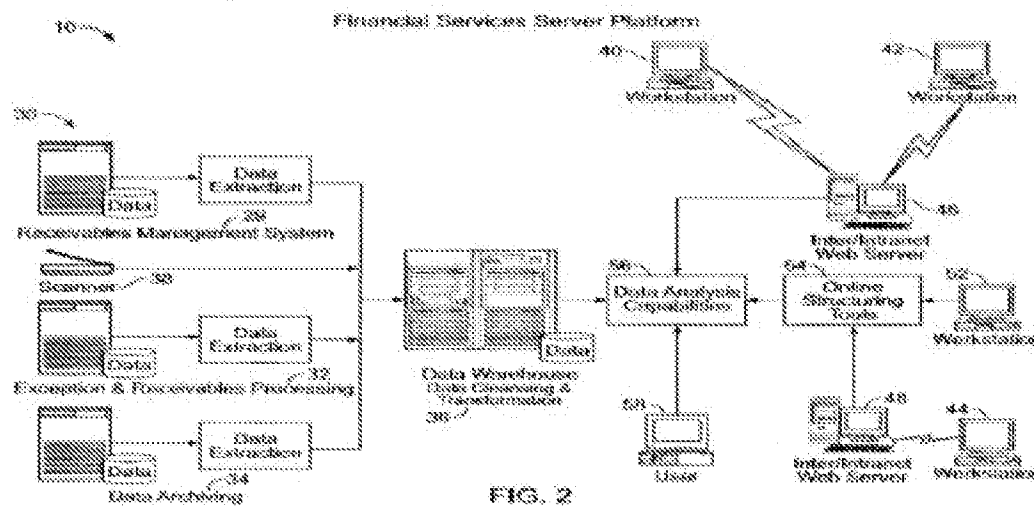 Financial Services Server Platform
10
40
Workstation
42
Workstation
30
Data
Data
Extraction
28
Receivables Management System
46
Inter/Intranet
Web Server
Scanner
38
Data
Data
Extraction
32
Exception & Receivables Processing
Data
Data Warehouse
Data Cleansing &
Transformation
36
56
Data Analysis
Capabilities
54
Online
Structuring
Tools
52
Workstation
Data
Data
Extraction
Data Archiving
34
58
User
48
Inter/Intranet
Web Server
44
Workstation
FIG. 2